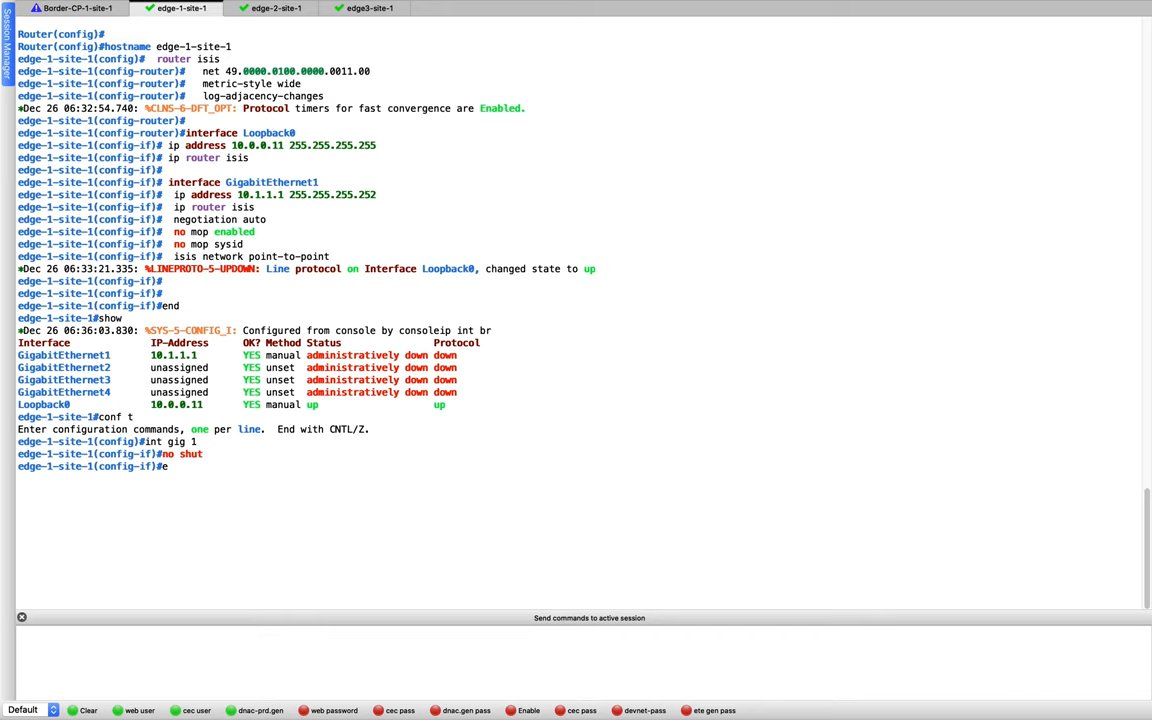 Border-CP-1-site-1
edge-1-site-1
edge-2-site-1
edge3-site-1
Session Manager
Router(config)#
Router(config)#hostname edge-1-site-1
edge-1-site-1(config)#  router isis
edge-1-site-1(config-router)#   net 49.0000.0100.0000.0011.00
edge-1-site-1(config-router)#   metric-style wide
edge-1-site-1(config-router)#   log-adjacency-changes
*Dec 26 06:32:54.740: %CLNS-6-DFT_OPT: Protocol timers for fast convergence are Enabled.
edge-1-site-1(config-router)#
edge-1-site-1(config-router)#interface Loopback0
edge-1-site-1(config-if)# ip address 10.0.0.11 255.255.255.255
edge-1-site-1(config-if)# ip router isis
edge-1-site-1(config-if)#
edge-1-site-1(config-if)# interface GigabitEthernet1
edge-1-site-1(config-if)#  ip address 10.1.1.1 255.255.255.252
edge-1-site-1(config-if)#  ip router isis
edge-1-site-1(config-if)#  negotiation auto
edge-1-site-1(config-if)#  no mop enabled
edge-1-site-1(config-if)#  no mop sysid
edge-1-site-1(config-if)#  isis network point-to-point
*Dec 26 06:33:21.335: %LINEPROTO-5-UPDOWN: Line protocol on Interface Loopback0, changed state to up
edge-1-site-1(config-if)#
edge-1-site-1(config-if)#
edge-1-site-1(config-if)#end
edge-1-site-1#show
*Dec 26 06:36:03.830: %SYS-5-CONFIG_I: Configured from console by consoleip int br
Interface              IP-Address      OK? Method Status                Protocol
GigabitEthernet1       10.1.1.1        YES manual administratively down down
GigabitEthernet2       unassigned      YES unset  administratively down down
GigabitEthernet3       unassigned      YES unset  administratively down down
GigabitEthernet4       unassigned      YES unset  administratively down down
Loopback0              10.0.0.11       YES manual up                    up
edge-1-site-1#conf t
Enter configuration commands, one per line.  End with CNTL/Z.
edge-1-site-1(config)#int gig 1
edge-1-site-1(config-if)#no shut
edge-1-site-1(config-if)#e
Send commands to active session
Default
Clear
web user
cec user
dnac-prd.gen
web password
cec pass
dnac.gen pass
Enable
cec pass
devnet-pass
ete gen pass